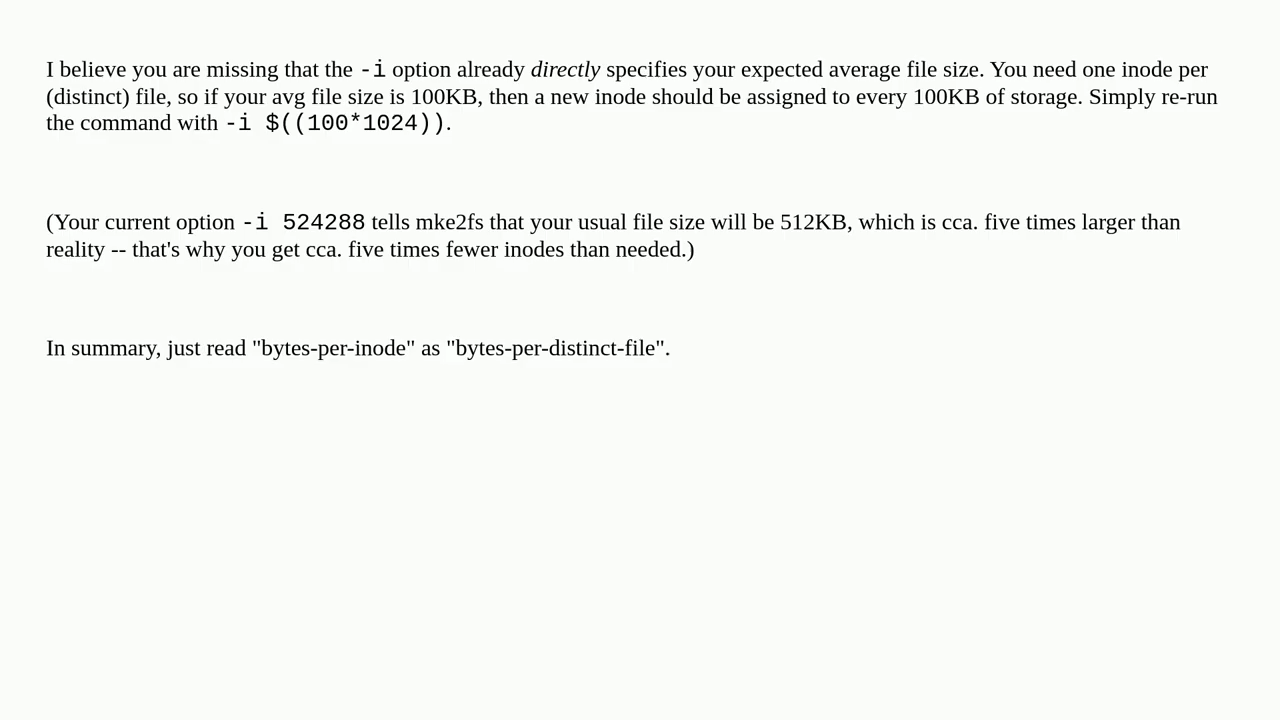 I believe you are missing that the -i option already directly specifies your expected average file size. You need one inode per
(distinct) file, so if your avg file size is 100KB, then a new inode should be assigned to every 100KB of storage. Simply re-run
the command with -i $((100*1024)).
(Your current option -i 524288 tells mke2fs that your usual file size will be 512KB, which is cca. five times larger than
reality -- that's why you get cca. five times fewer inodes than needed.)
In summary, just read "bytes-per-inode" as "bytes-per-distinct-file".